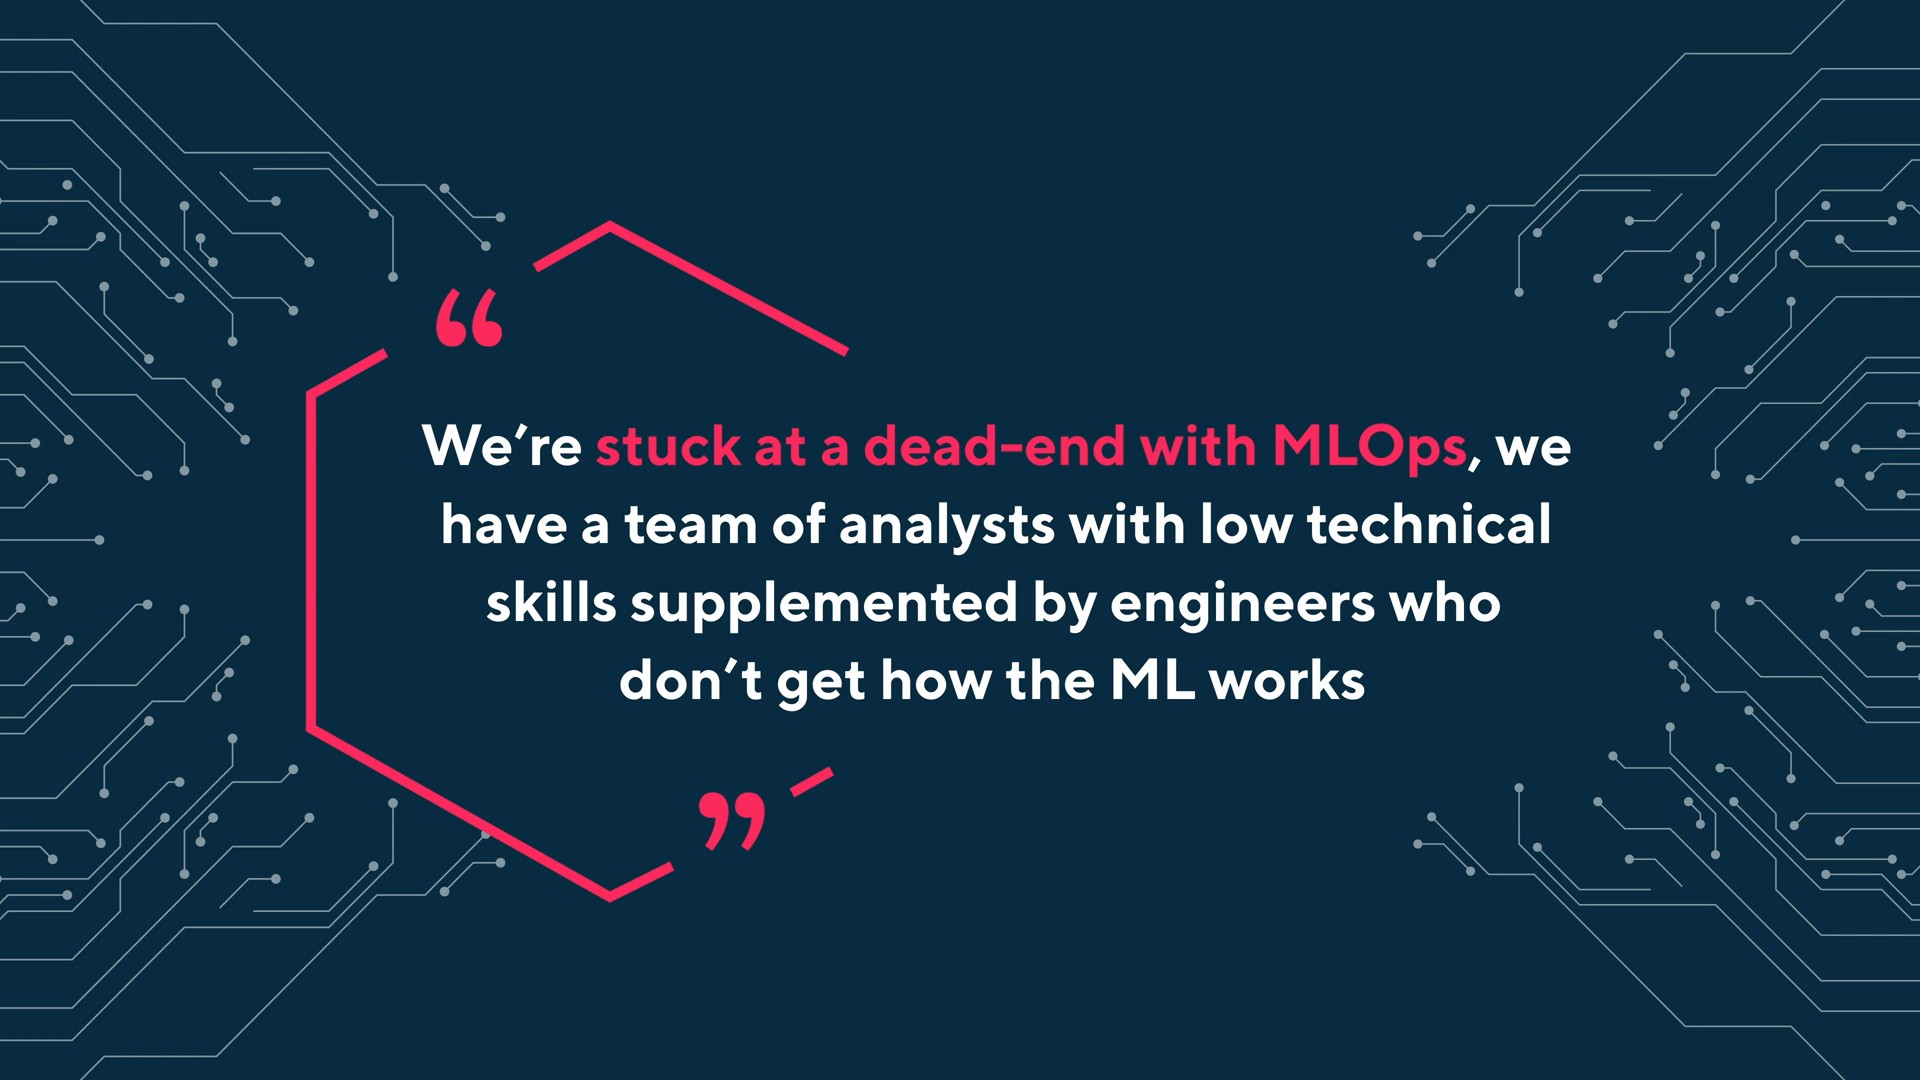 “
We’re stuck at a dead-end with MLOps, we
have a team of analysts with low technical
skills supplemented by engineers who
don’t get how the ML works
”